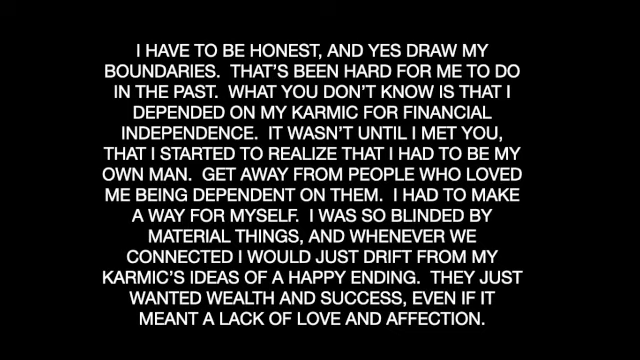 I HAVE TO BE HONEST, AND YES DRAW MY
BOUNDARIES.  THAT'S BEEN HARD FOR ME TO DO
IN THE PAST.  WHAT YOU DON'T KNOW IS THAT I
DEPENDED ON MY KARMIC FOR FINANCIAL
INDEPENDENCE.  IT WASN'T UNTIL I MET YOU,
THAT I STARTED TO REALIZE THAT I HAD TO BE MY
OWN MAN.  GET AWAY FROM PEOPLE WHO LOVED
ME BEING DEPENDENT ON THEM.  I HAD TO MAKE
A WAY FOR MYSELF.  I WAS SO BLINDED BY
MATERIAL THINGS, AND WHENEVER WE
CONNECTED I WOULD JUST DRIFT FROM MY
KARMIC'S IDEAS OF A HAPPY ENDING.  THEY JUST
WANTED WEALTH AND SUCCESS, EVEN IF IT
MEANT A LACK OF LOVE AND AFFECTION.